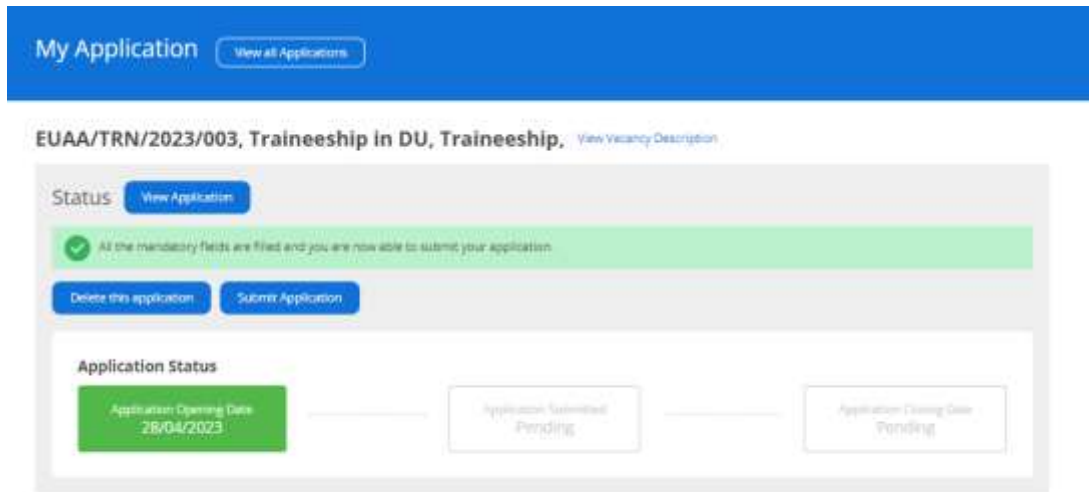 My Application View all Applications
EUAA/TRN/2023/003, Traineeship in DU, Traineeship, View Vacancy Description
Status View Application
All the mandatory fields are filled and you are now able to submit your application
Delete this application Submit Application
Application Status
Application Opening Date Application Submitted Application Closing Date
28/04/2023 Pending Pending